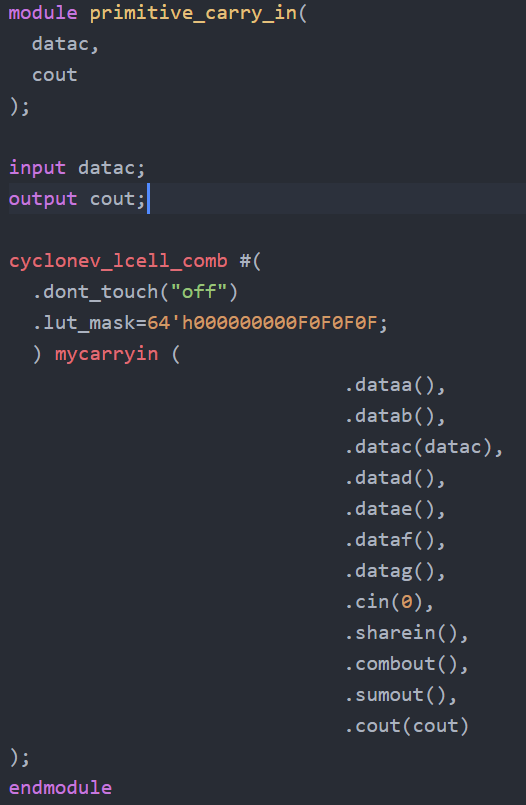 module primitive_carry_in(
  datac,
  cout
);

input datac;
output cout;

cyclonev_lcell_comb #(
  .dont_touch("off")
  .lut_mask=64'h000000000F0F0F0F;
  ) mycarryin (
                            .dataa(),
                            .datab(),
                            .datac(datac),
                            .datad(),
                            .datae(),
                            .dataf(),
                            .datag(),
                            .cin(0),
                            .sharein(),
                            .combout(),
                            .sumout(),
                            .cout(cout)
);
endmodule